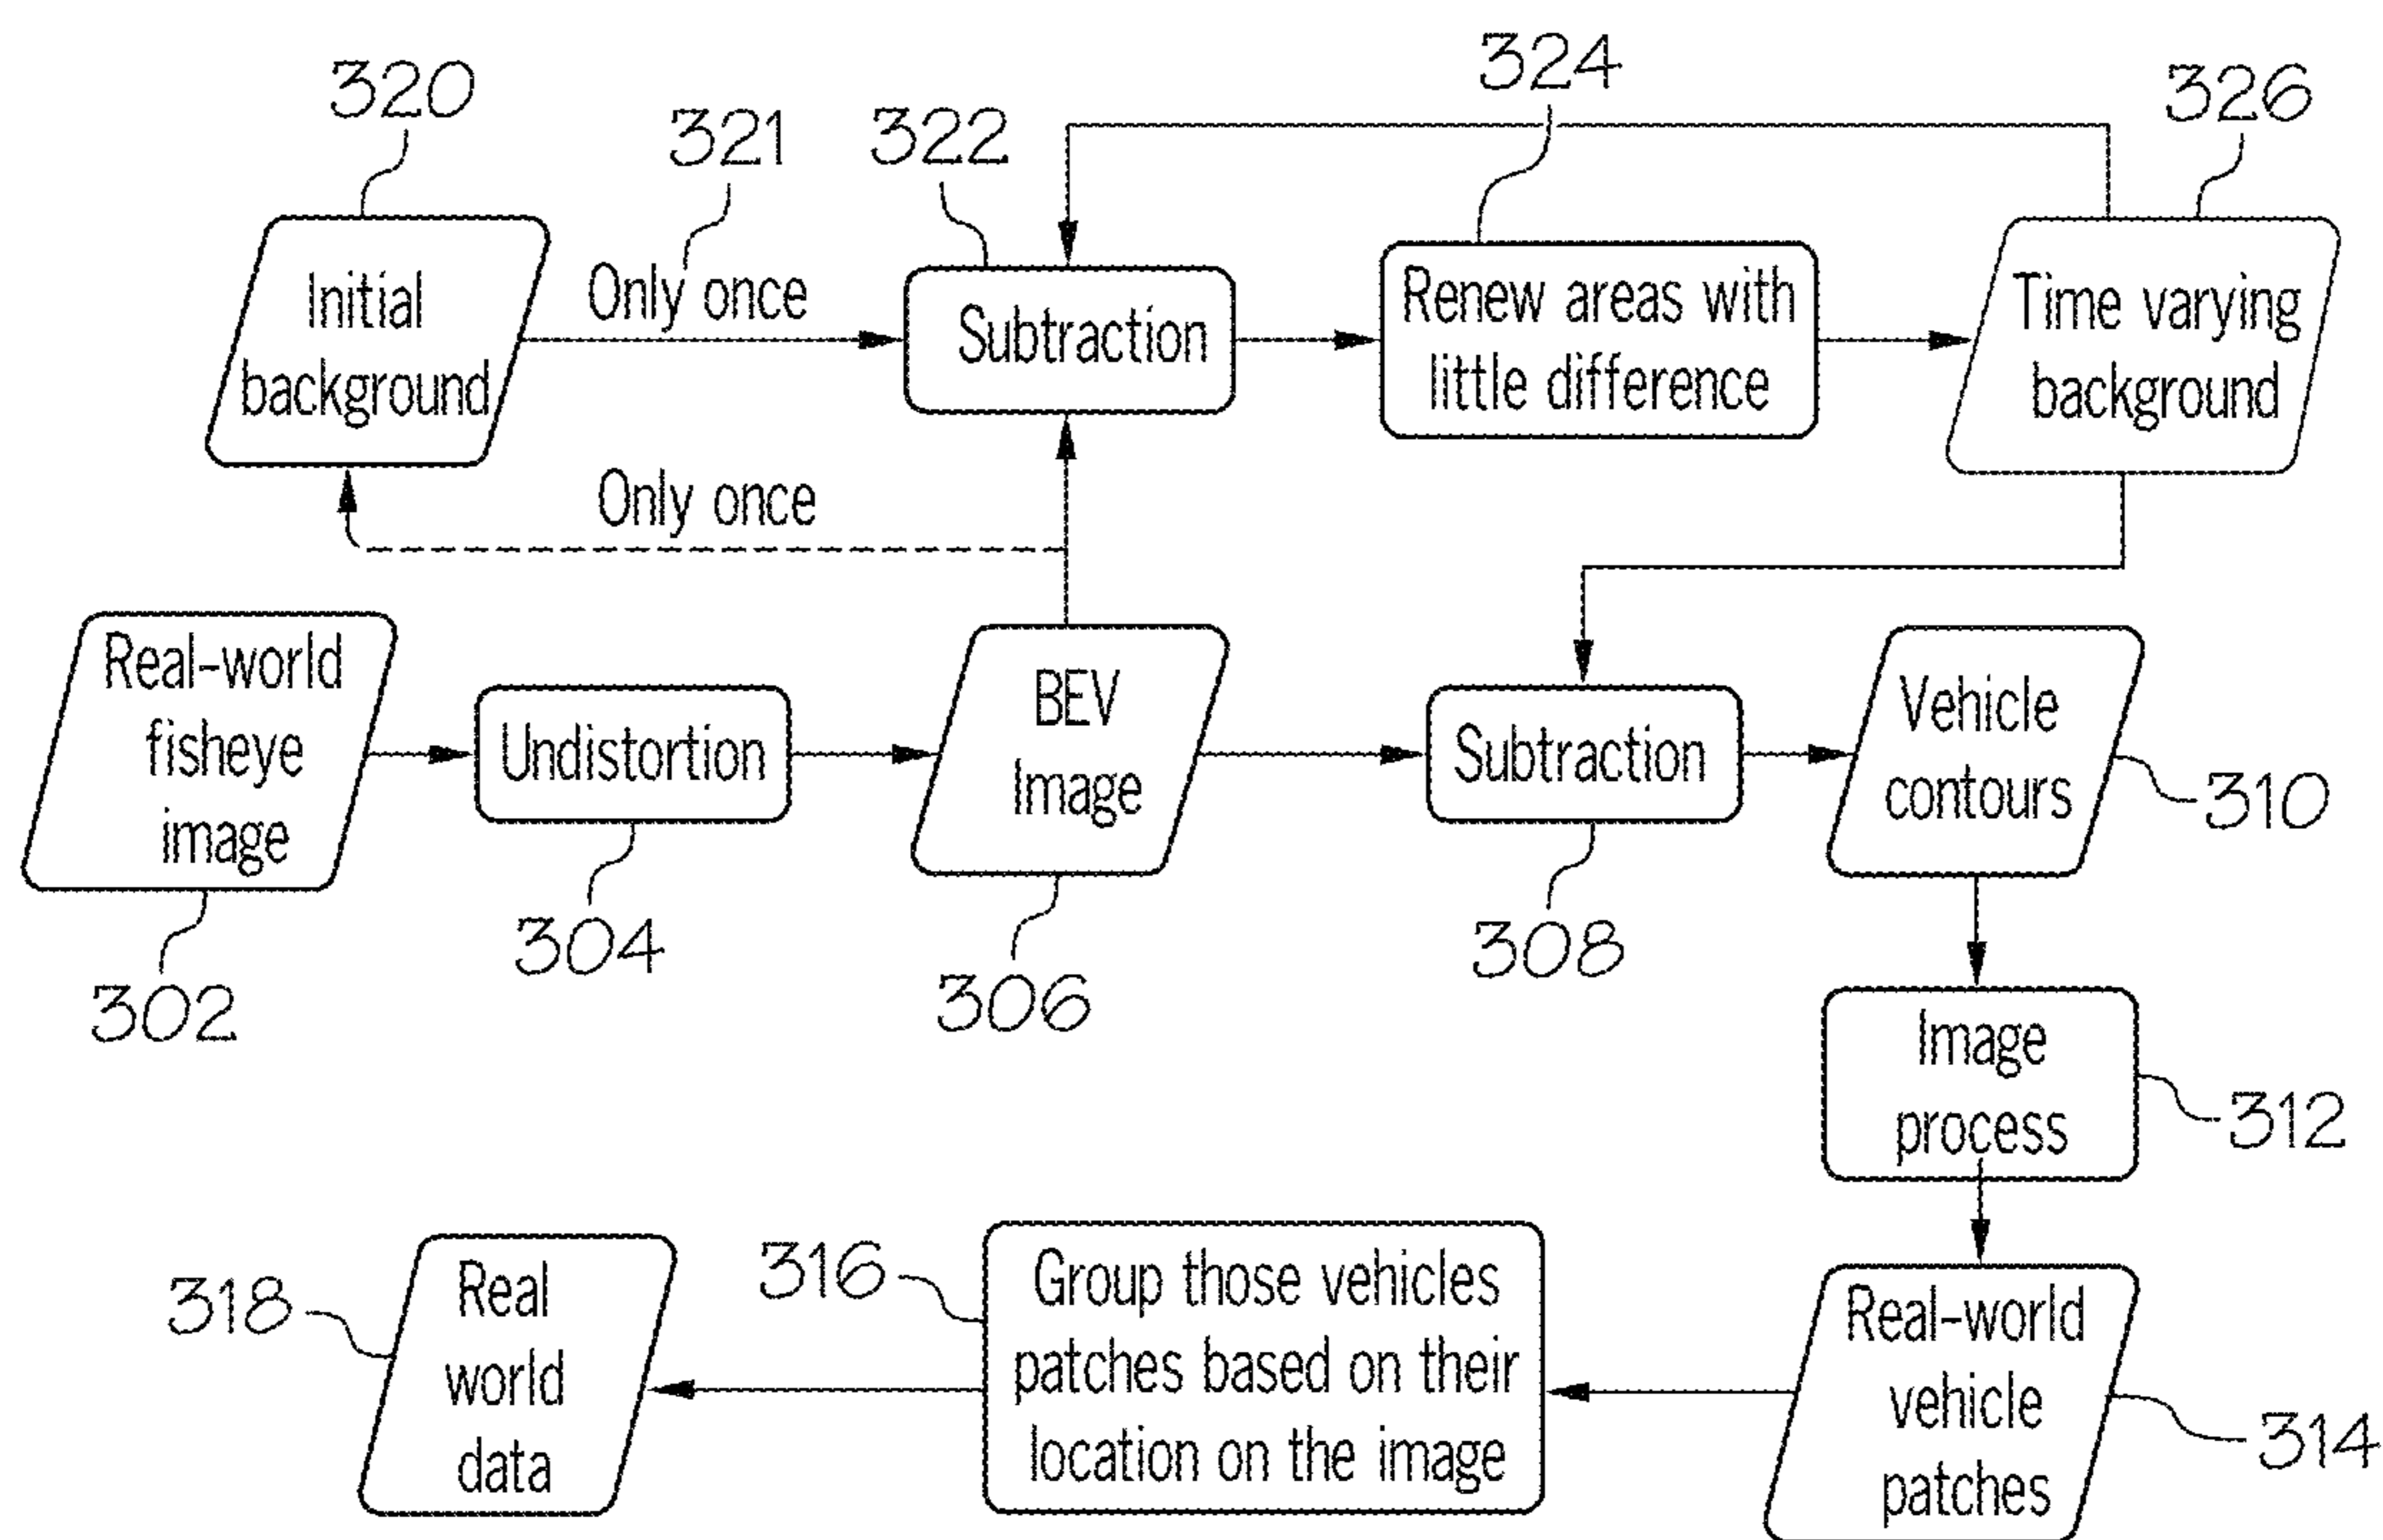 320
321
322
324
326
Initial
background
Only once
Subtraction
Renew areas with
little difference
Time varying
background
Only once
Real-world
fisheye
image
Undistortion
BEV
Image
Subtraction
Vehicle
contours
302
304
306
308
310
Image
process
312
318
Real
world
data
316
Group those vehicles
patches based on their
location on the image
Real-world
vehicle
patches
314